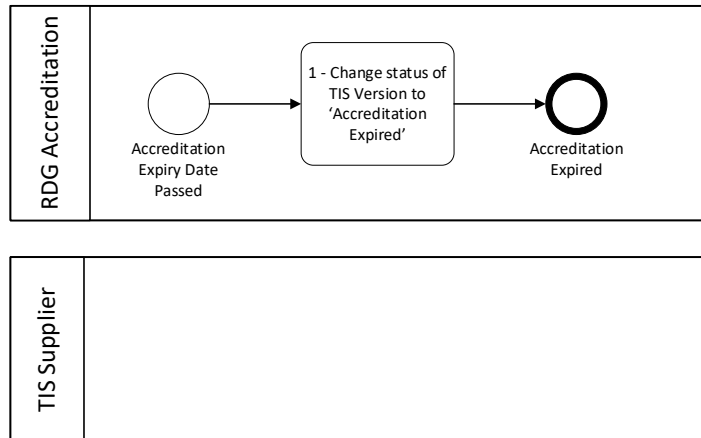 RDG Accreditation
1 - Change status of
TIS Version to
‘Accreditation
Expired’
Accreditation
Expiry Date
Passed
Accreditation
Expired
TIS Supplier